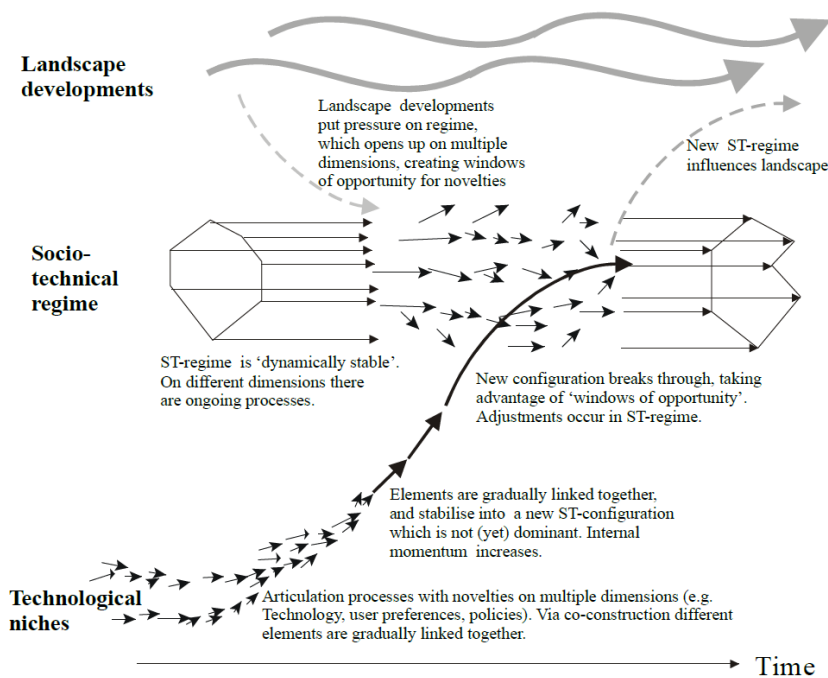 Landscape
developments
Landscape developments
put pressure on regime,
which opens up on multiple
dimensions, creating windows
of opportunity for novelties
New ST-regime
influences landscape
Socio-
technical
regime
ST-regime is ‘dynamically stable’.
On different dimensions there
are ongoing processes.
New configuration breaks through, taking
advantage of ‘windows of opportunity’.
Adjustments occur in ST-regime.
Elements are gradually linked together,
and stabilise into a new ST-configuration
which is not (yet) dominant. Internal
momentum increases.
Technological
niches
Articulation processes with novelties on multiple dimensions (e.g.
Technology, user preferences, policies). Via co-construction different
elements are gradually linked together.
Time